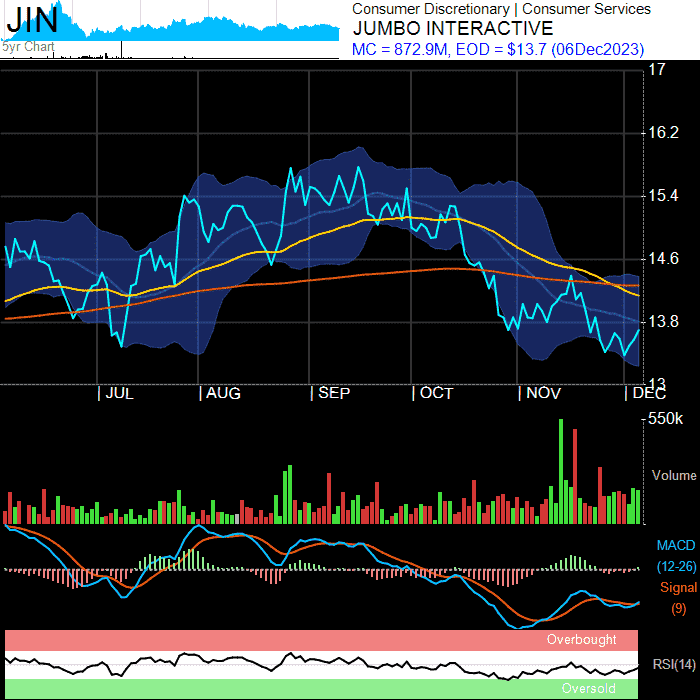 JIN
5yr Chart
Consumer Discretionary | Consumer Services
JUMBO INTERACTIVE
MC = 872.9M, EOD = $13.7 (06Dec2023)
17
16.2
15.4
14.6
13.8
13
| JUL
| AUG
| SEP
| OCT
| NOV
| DEC
550k
Volume
MACD
(12-26)
Signal
(9)
Overbought
RSI(14)
Oversold